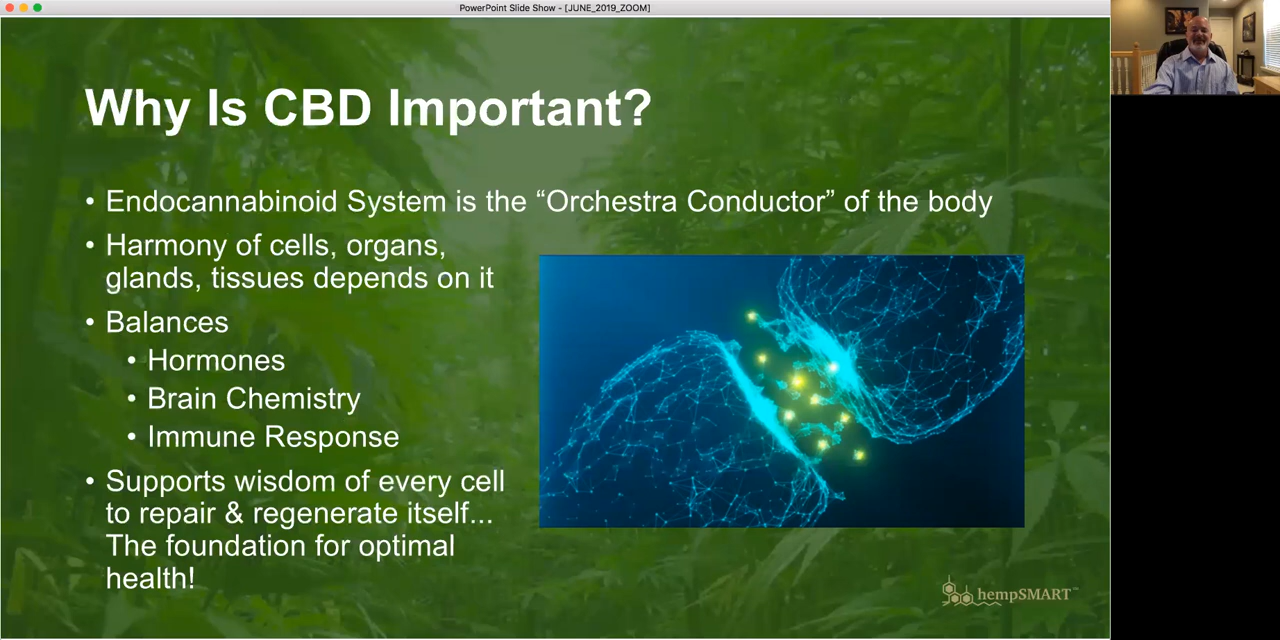 PowerPoint Slide Show - [JUNE_2019_ZOOM]
Why Is CBD Important?
• Endocannabinoid System is the “Orchestra Conductor” of the body
• Harmony of cells, organs,
glands, tissues depends on it
• Balances
• Hormones
• Brain Chemistry
• Immune Response
• Supports wisdom of every cell
to repair & regenerate itself...
The foundation for optimal
health!
hempSMART™